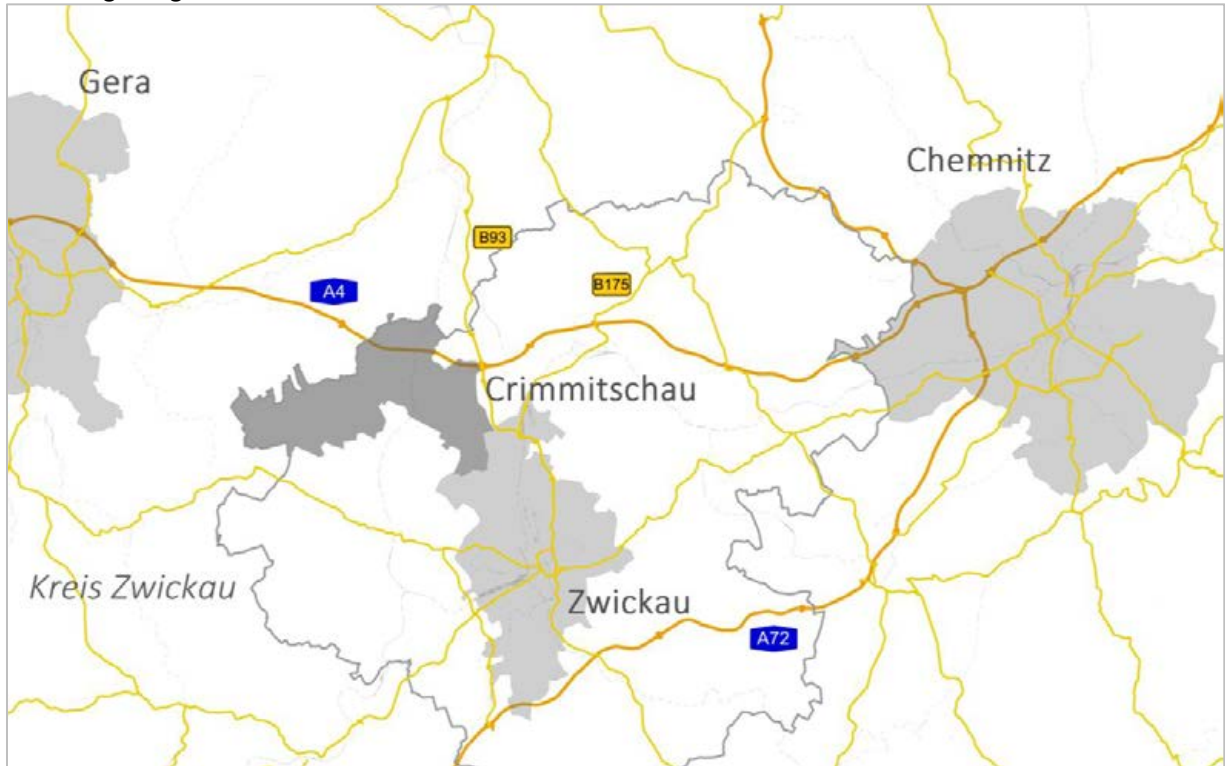 Gera
Chemnitz
B93
B175
A4
Crimmitschau
Kreis Zwickau
Zwickau
A72